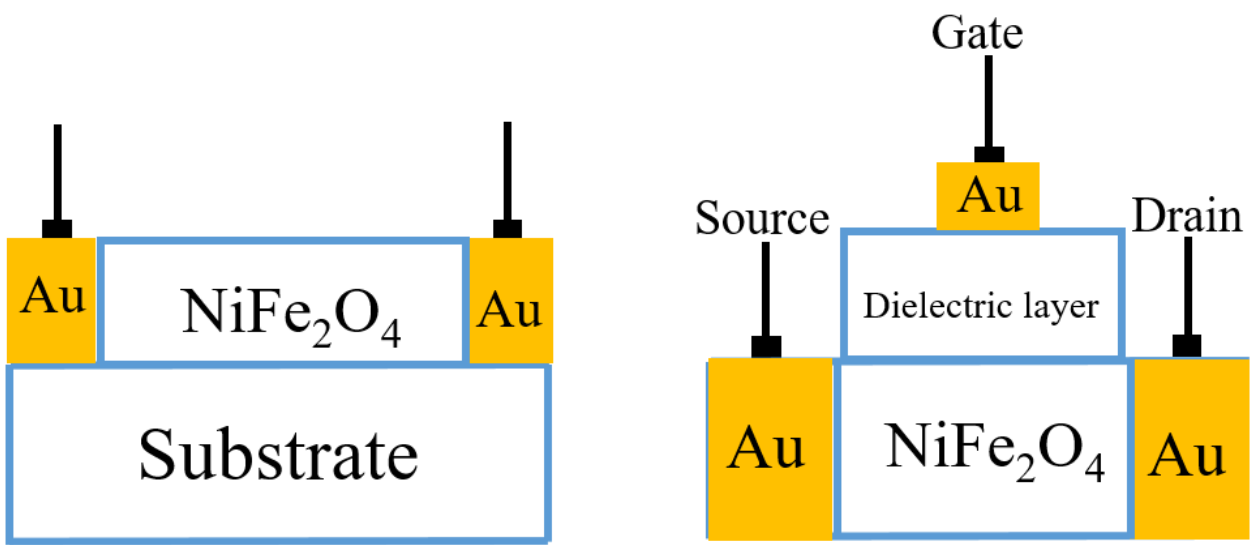 Au
NiFe₂O₄
Au
Substrate
Gate
Au
Source
Drain
Dielectric layer
Au
NiFe₂O₄
Au